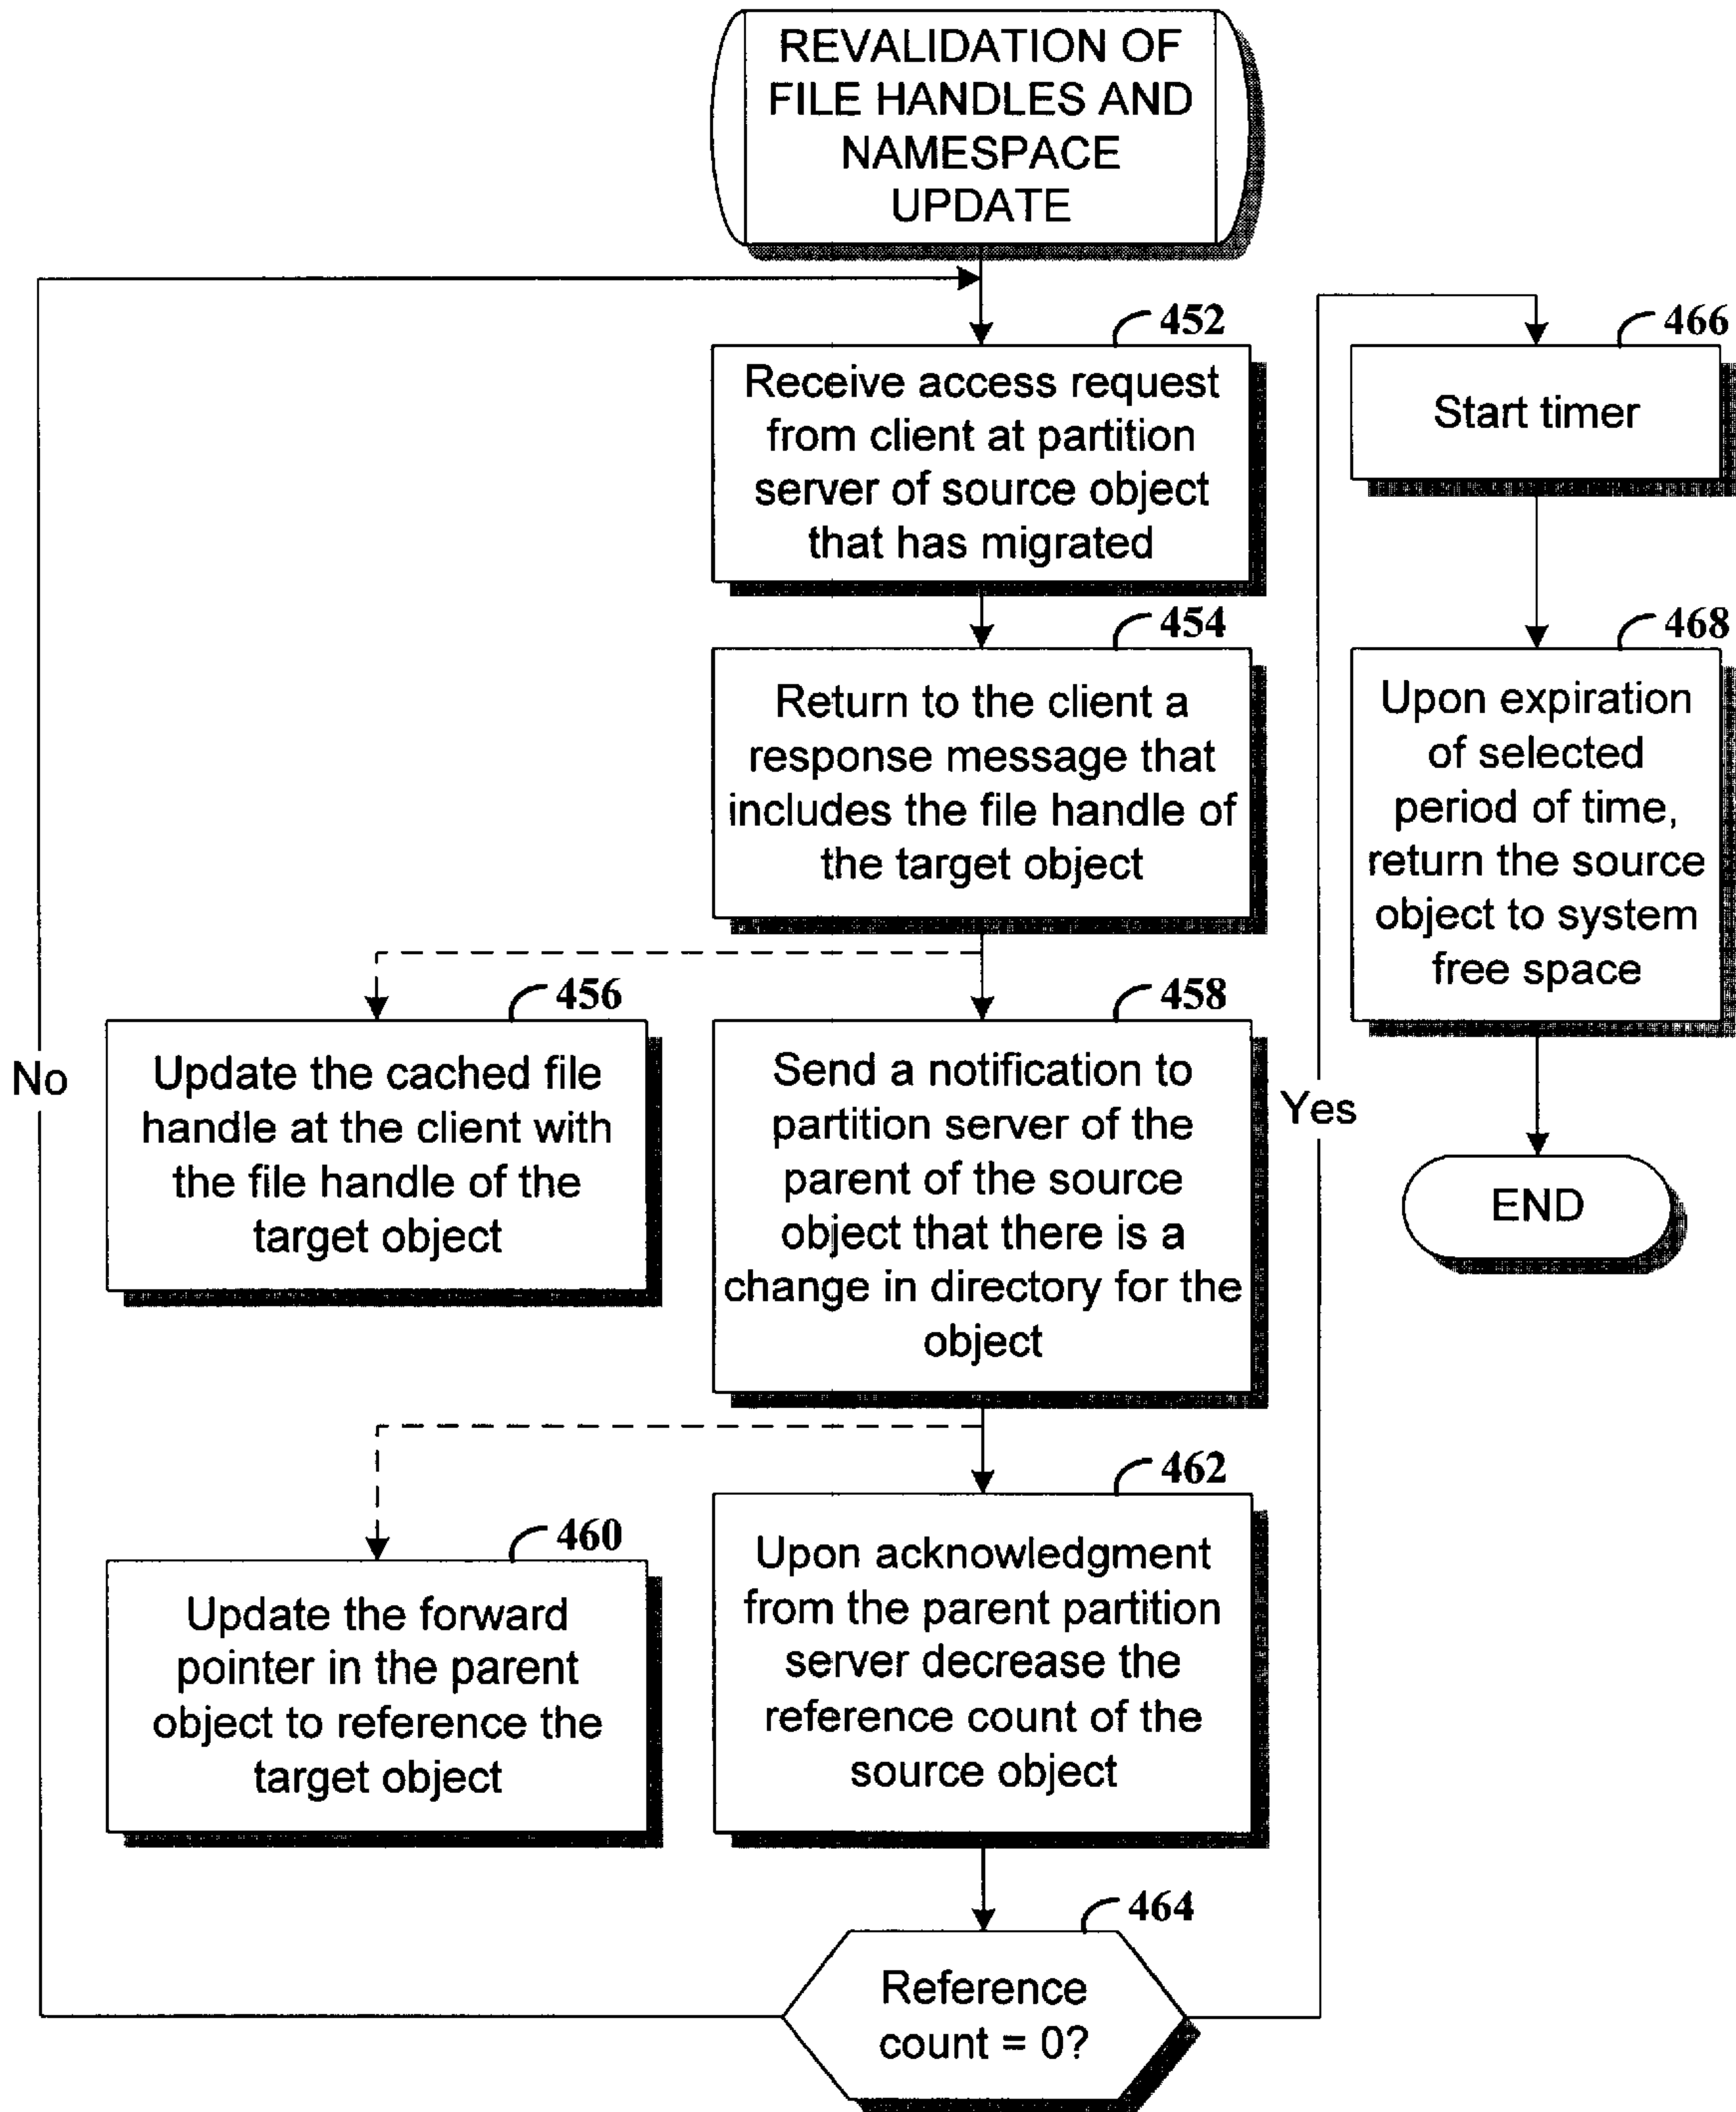 REVALIDATION OF
FILE HANDLES AND
NAMESPACE
UPDATE
452
Receive access request
from client at partition
server of source object
that has migrated
454
Return to the client a
response message that
includes the file handle of
the target object
456
Update the cached file
handle at the client with
the file handle of the
target object
458
Send a notification to
partition server of the
parent of the source
object that there is a
change in directory for the
object
460
Update the forward
pointer in the parent
object to reference the
target object
462
Upon acknowledgment
from the parent partition
server decrease the
reference count of the
source object
464
Reference
count = 0?
No
Yes
466
Start timer
468
Upon expiration
of selected
period of time,
return the source
object to system
free space
END